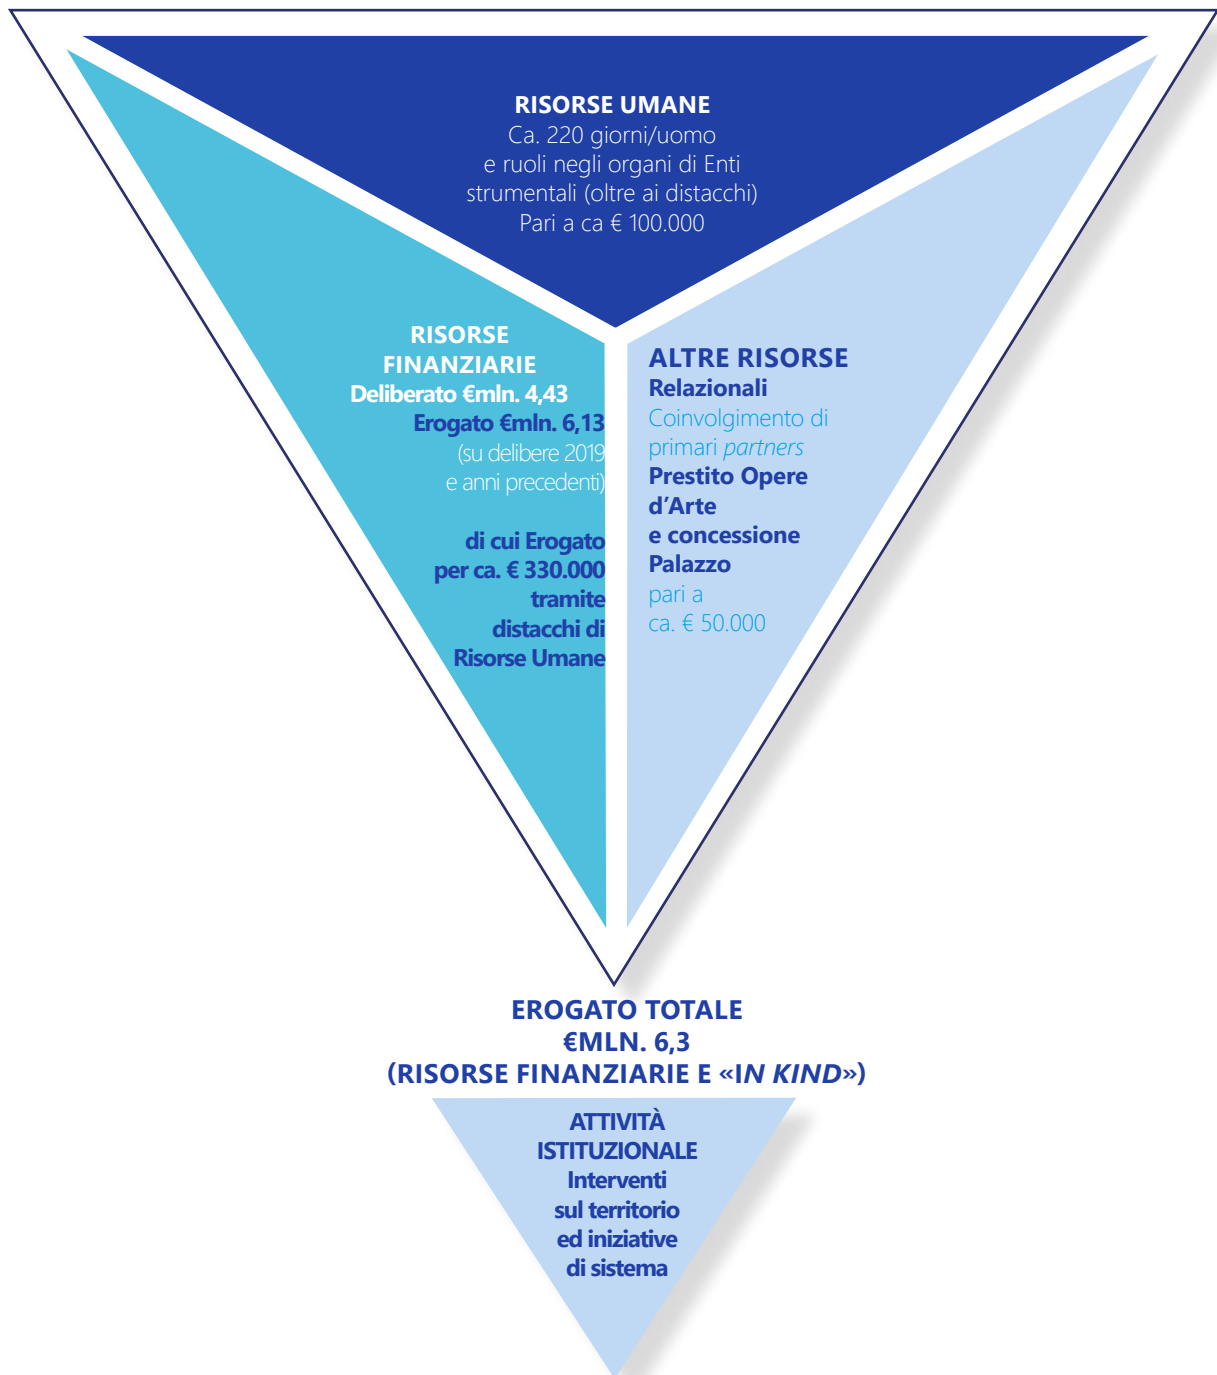 RISORSE UMANE
Ca. 220 giorni/uomo
e ruoli negli organi di Enti
strumentali (oltre ai distacchi)
Pari a ca € 100.000
RISORSE
FINANZIARIE
Deliberato €mln. 4,43
Erogato €mln. 6,13
(su delibere 2019
e anni precedenti)
di cui Erogato
per ca. € 330.000
tramite
distacchi di
Risorse Umane
ALTRE RISORSE
Relazionali
Coinvolgimento di
primari partners
Prestito Opere
d’Arte
e concessione
Palazzo
pari a
ca. € 50.000
EROGATO TOTALE
€MLN. 6,3
(RISORSE FINANZIARIE E «IN KIND»)
ATTIVITÀ
ISTITUZIONALE
Interventi
sul territorio
ed iniziative
di sistema